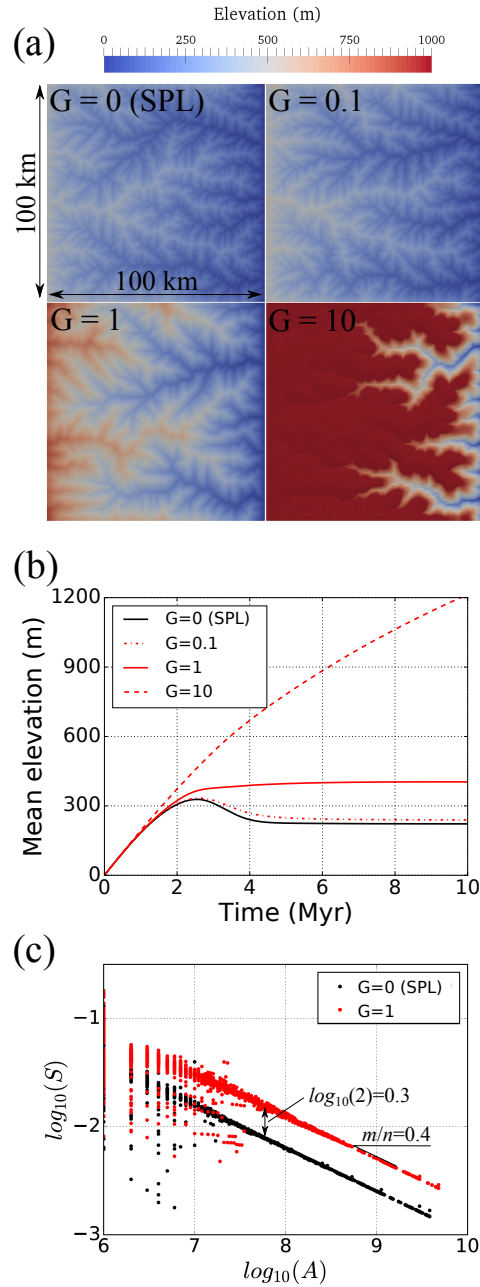 (a)
Elevation (m)
0 250 500 750 1000
G = 0 (SPL)
G = 0.1
100 km
100 km
G = 1
G = 10
(b)
1200
900
600
300
0
Mean elevation (m)
G=0 (SPL)
G=0.1
G=1
G=10
0 2 4 6 8 10
Time (Myr)
(c)
−1
−2
−3
log10(S)
G=0 (SPL)
G=1
log10(2)=0.3
m/n=0.4
6 7 8 9 10
log10(A)